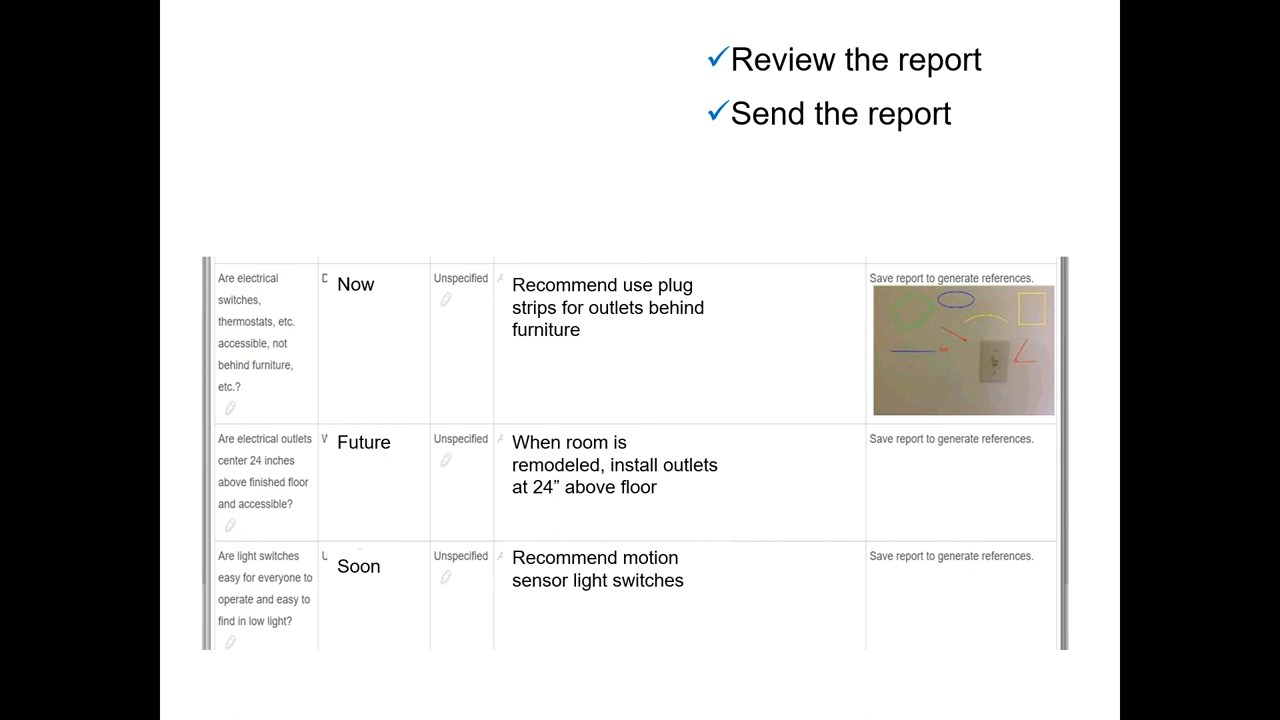 ✓Review the report
✓Send the report
Are electrical
switches,
thermostats, etc.
accessible, not
behind furniture,
etc.?
Now
Unspecified
Recommend use plug
strips for outlets behind
furniture
Save report to generate references.
Are electrical outlets
center 24 inches
above finished floor
and accessible?
Future
Unspecified
When room is
remodeled, install outlets
at 24” above floor
Save report to generate references.
Are light switches
easy for everyone to
operate and easy to
find in low light?
Soon
Unspecified
Recommend motion
sensor light switches
Save report to generate references.